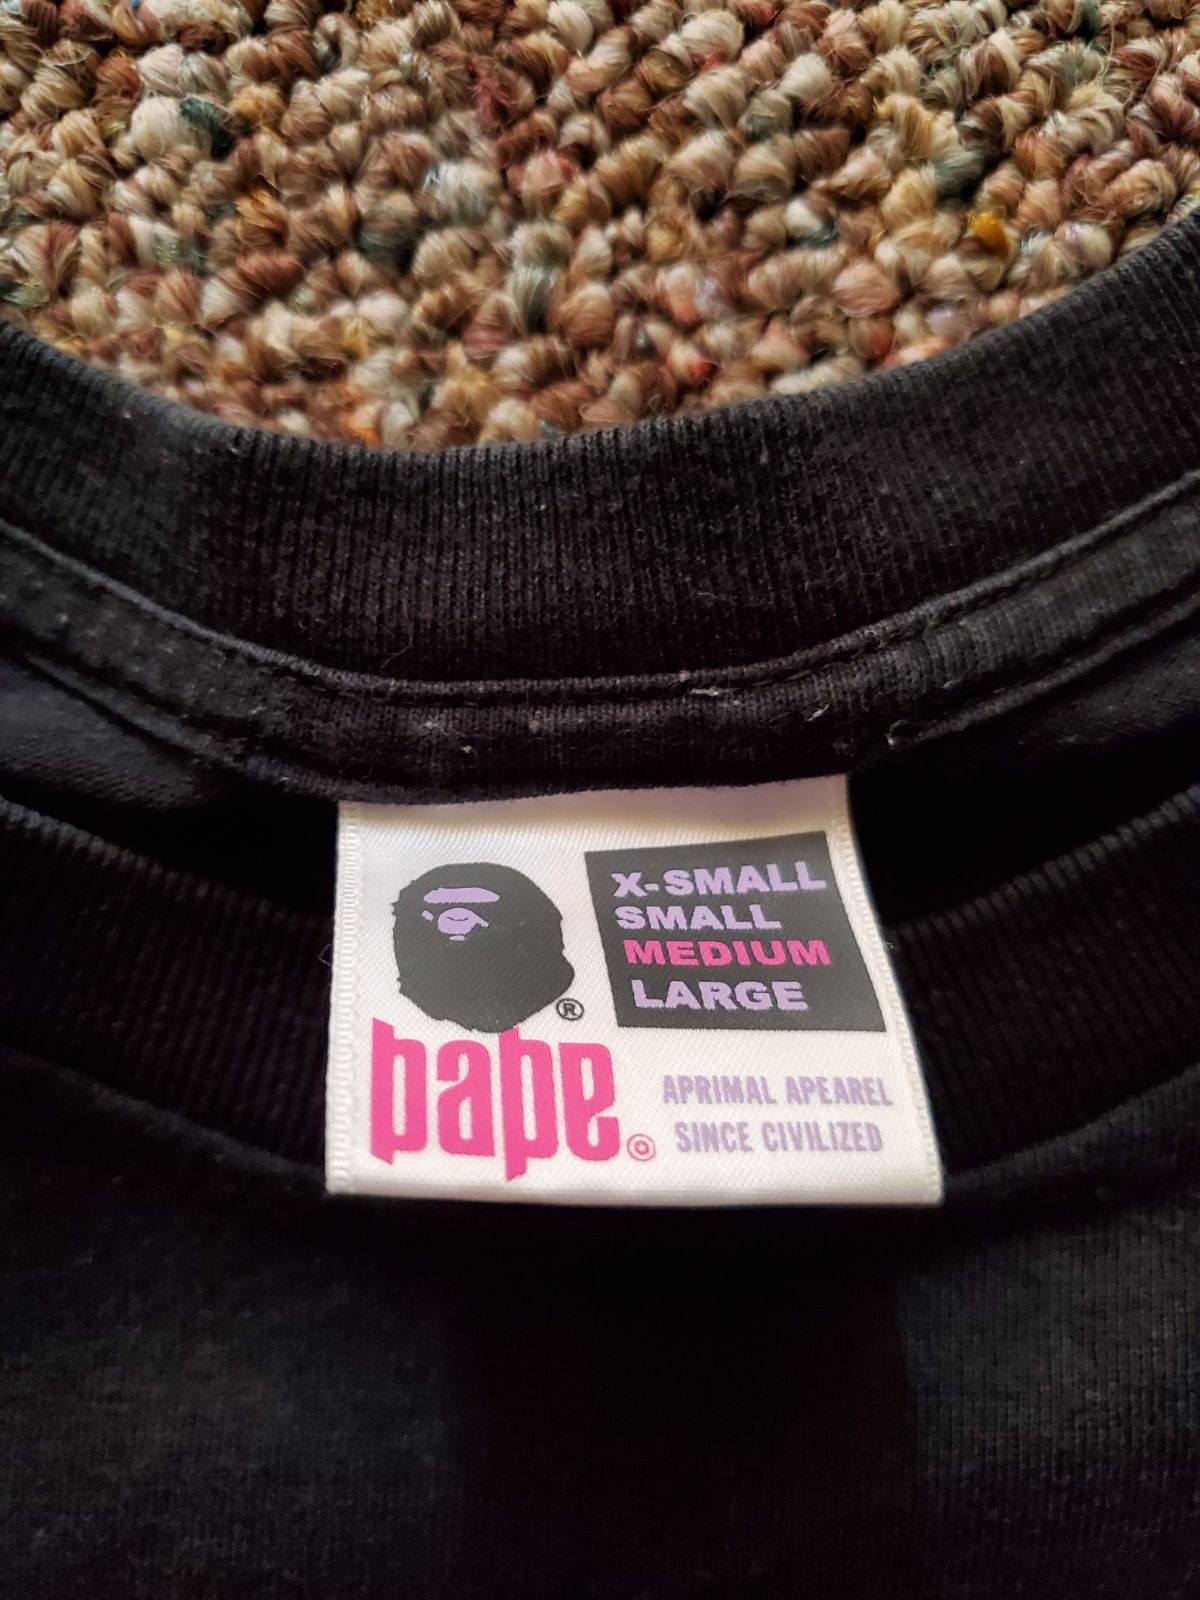 X-SMALL
SMALL
MEDIUM
LARGE
®
bape
APRIMAL APEAREL
SINCE CIVILIZED